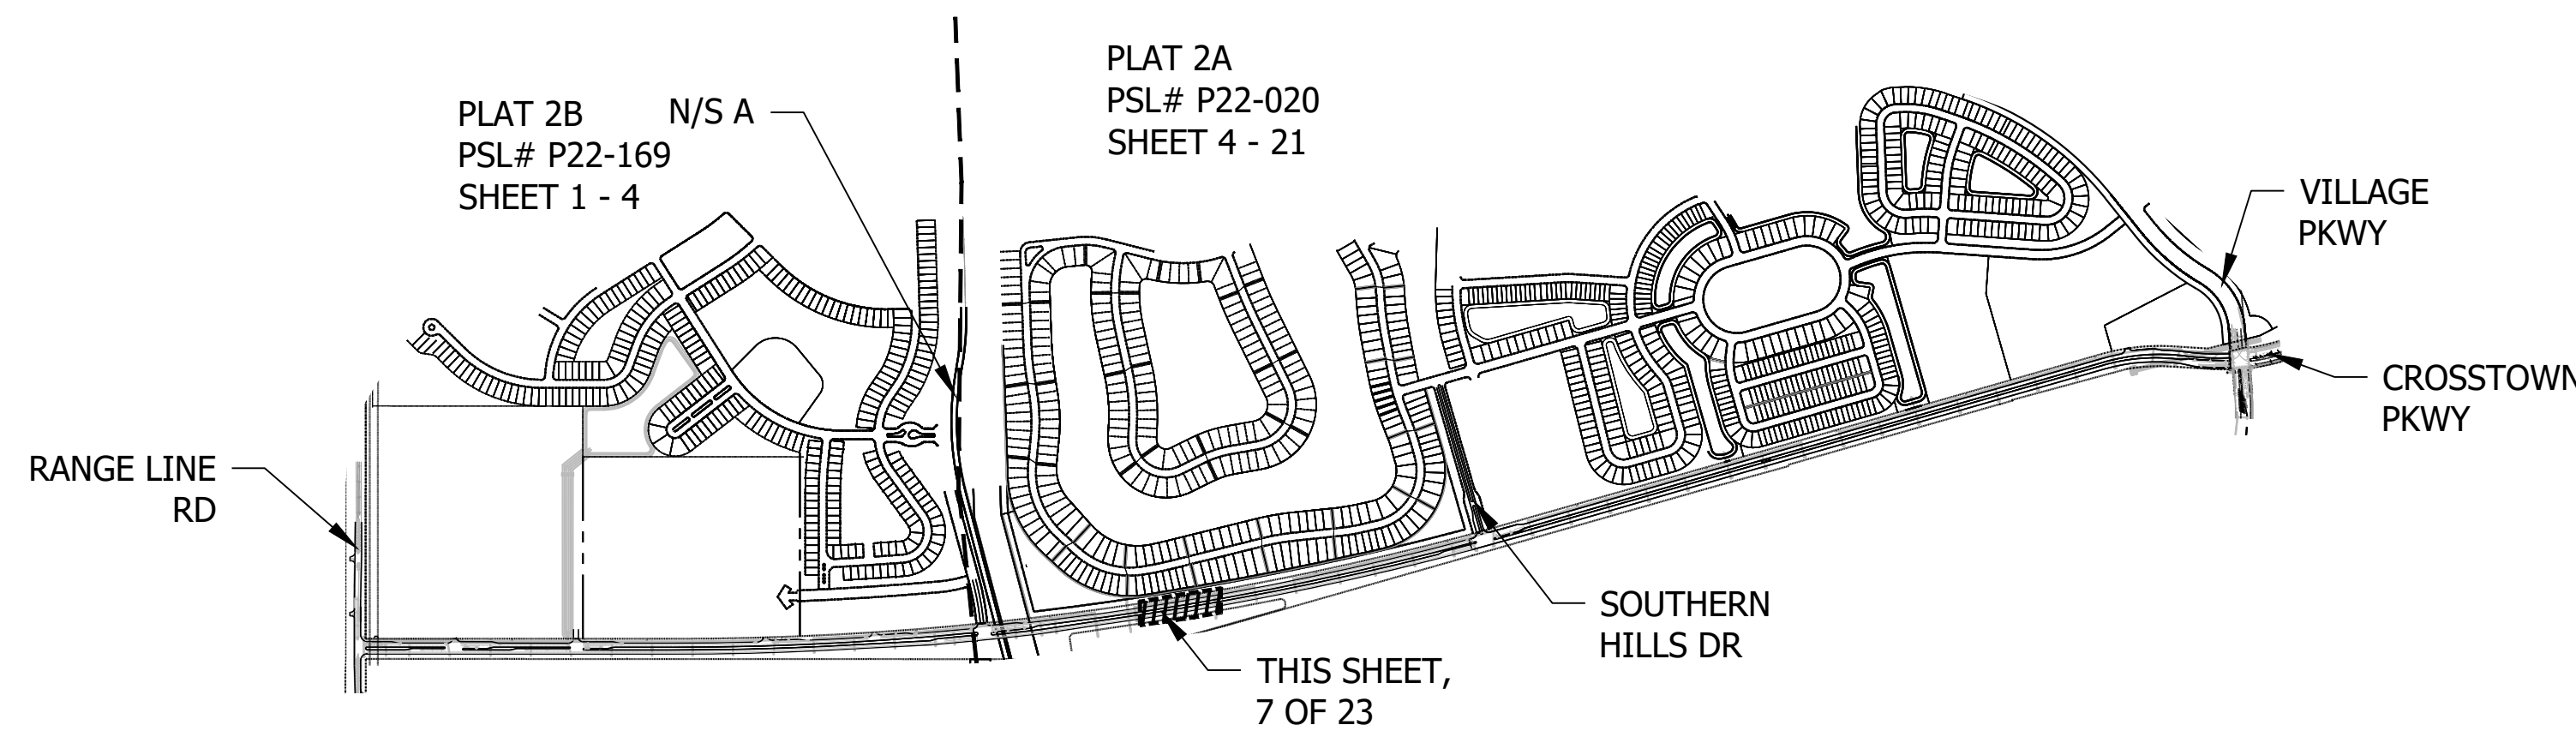 PLAT 2A
PSL# P22-020
SHEET 4 - 21
PLAT 2B
PSL# P22-169
SHEET 1 - 4
N/S A
VILLAGE
PKWY
CROSSTOWN
PKWY
RANGE LINE
RD
SOUTHERN
HILLS DR
THIS SHEET,
7 OF 23